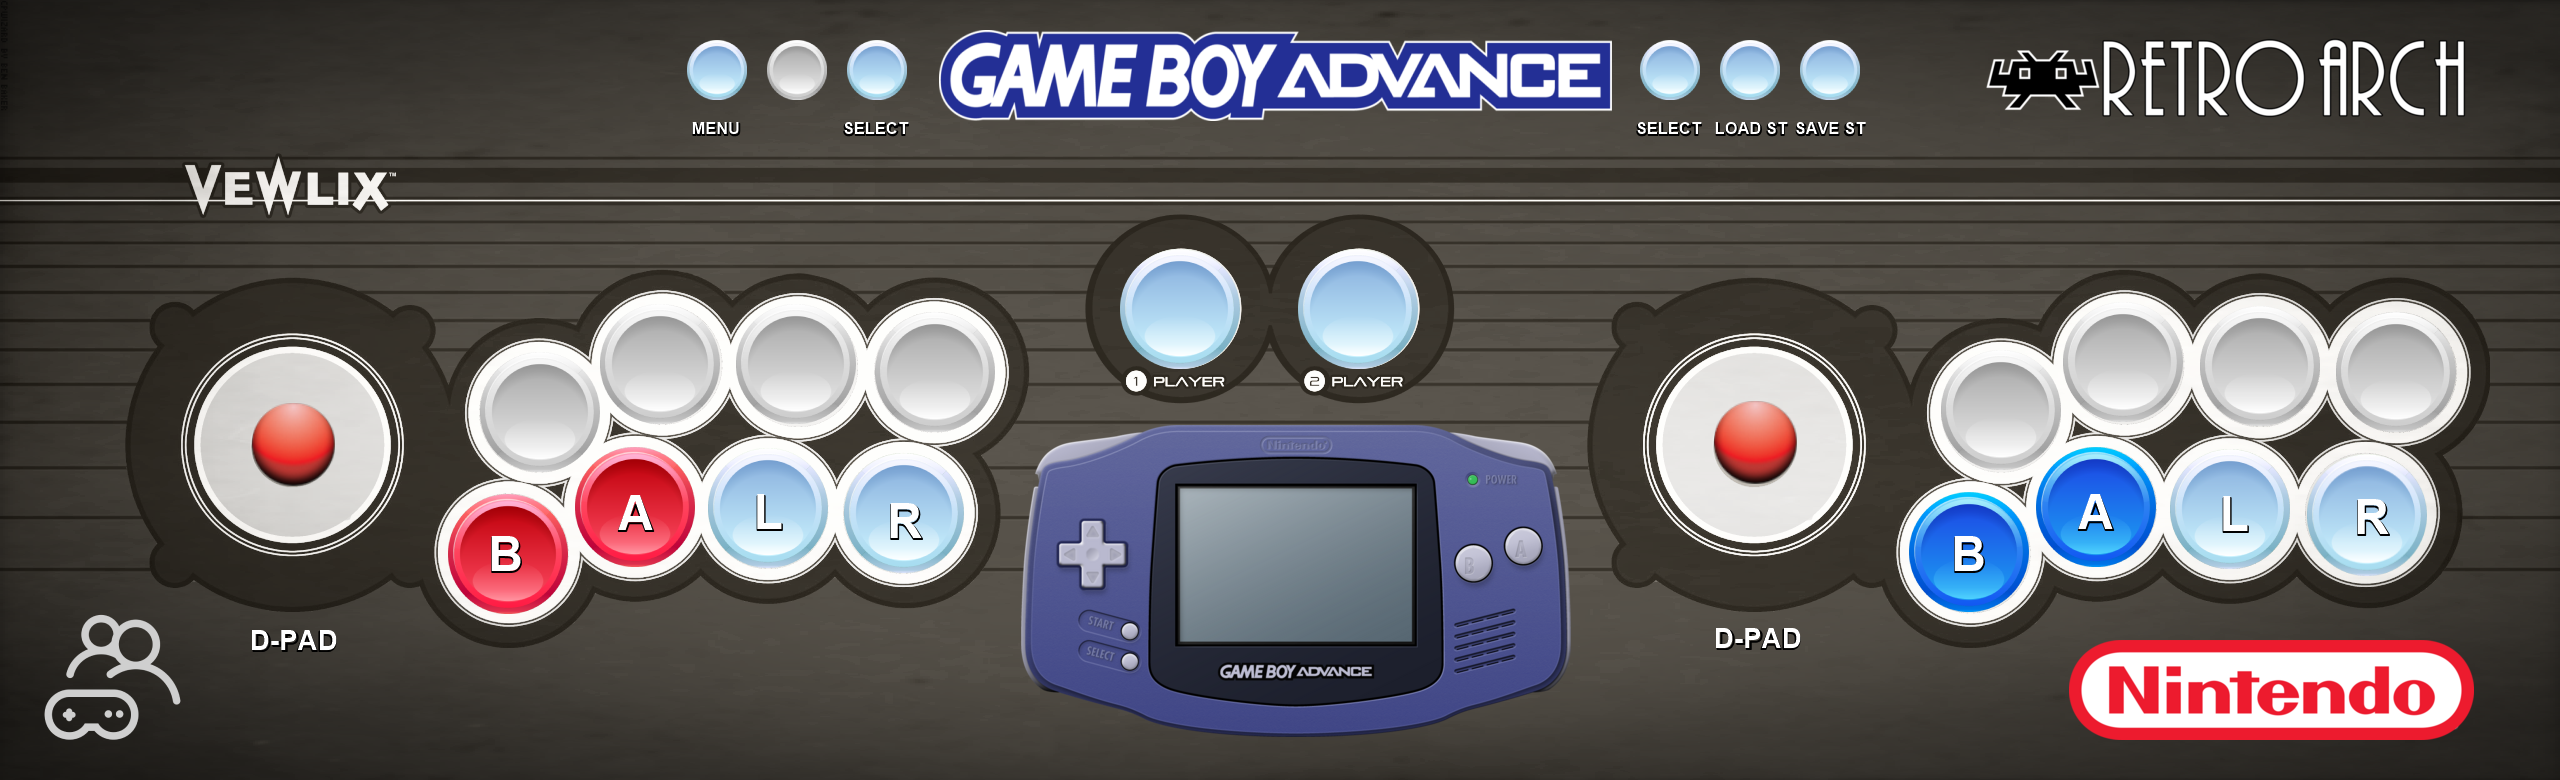 GAME BOY ADVANCE
RETRO ARCH
MENU
SELECT
SELECT
LOAD ST
SAVE ST
VEWLIX™
1 PLAYER
2 PLAYER
B
A
L
R
D-PAD
Nintendo
POWER
B
A
START
SELECT
GAME BOY ADVANCE
B
A
L
R
D-PAD
Nintendo